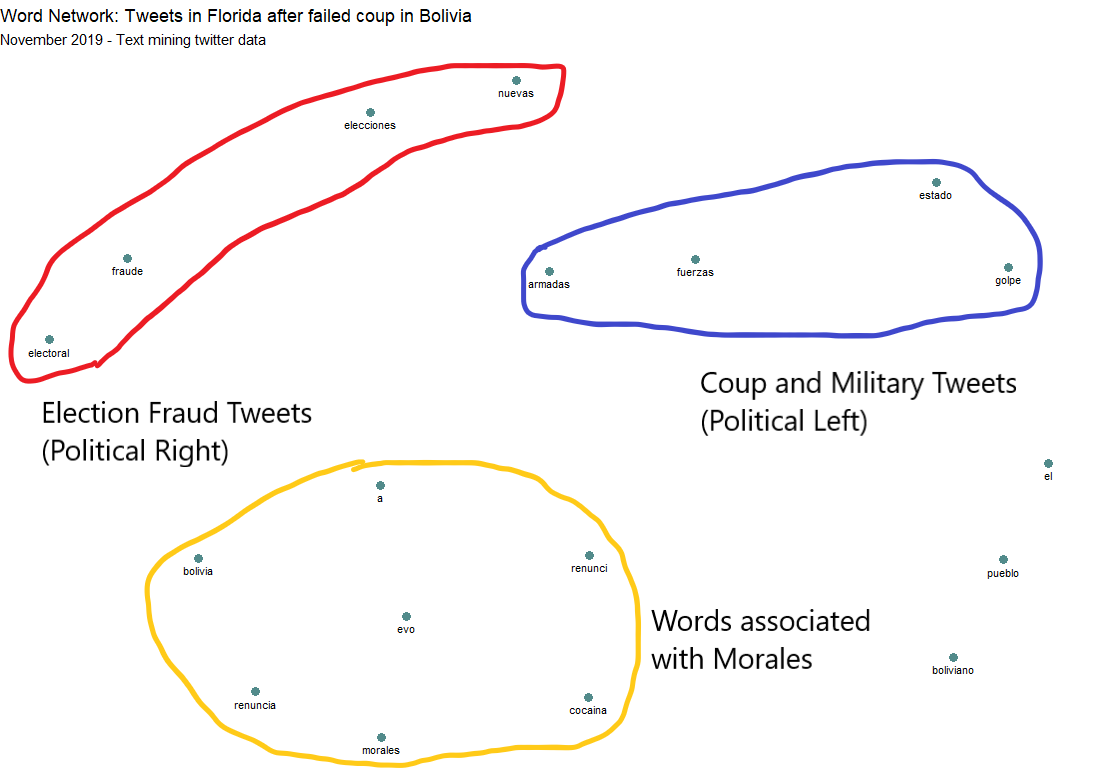 Word Network: Tweets in Florida after failed coup in Bolivia
November 2019 - Text mining twitter data
nuevas
elecciones
fraude
electoral
Election Fraud Tweets
(Political Right)
estado
armadas
fuerzas
golpe
Coup and Military Tweets
(Political Left)
a
bolivia
renunci
evo
renuncia
cocaina
morales
Words associated
with Morales
el
pueblo
boliviano